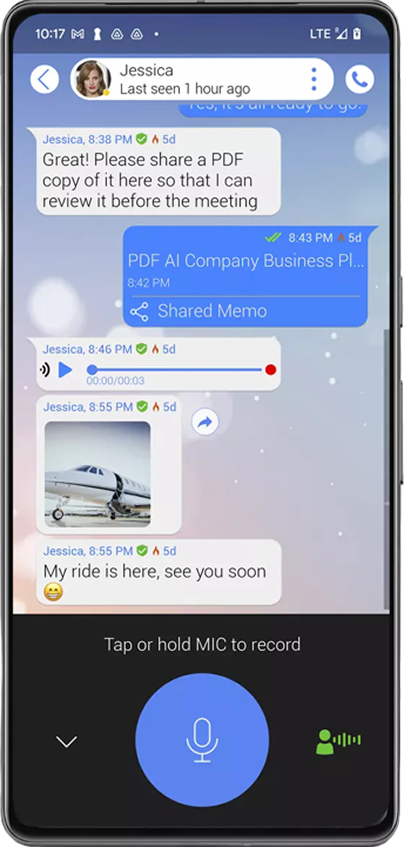 10:17
LTE
Jessica
Last seen 1 hour ago
Yes, it's all ready to go.
Jessica, 8:38 PM 5d
Great! Please share a PDF
copy of it here so that I can
review it before the meeting
8:43 PM 5d
PDF AI Company Business Pl...
8:42 PM
Shared Memo
Jessica, 8:46 PM 5d
00:00/00:03
Jessica, 8:55 PM 5d
Jessica, 8:55 PM 5d
My ride is here, see you soon
😁
Tap or hold MIC to record